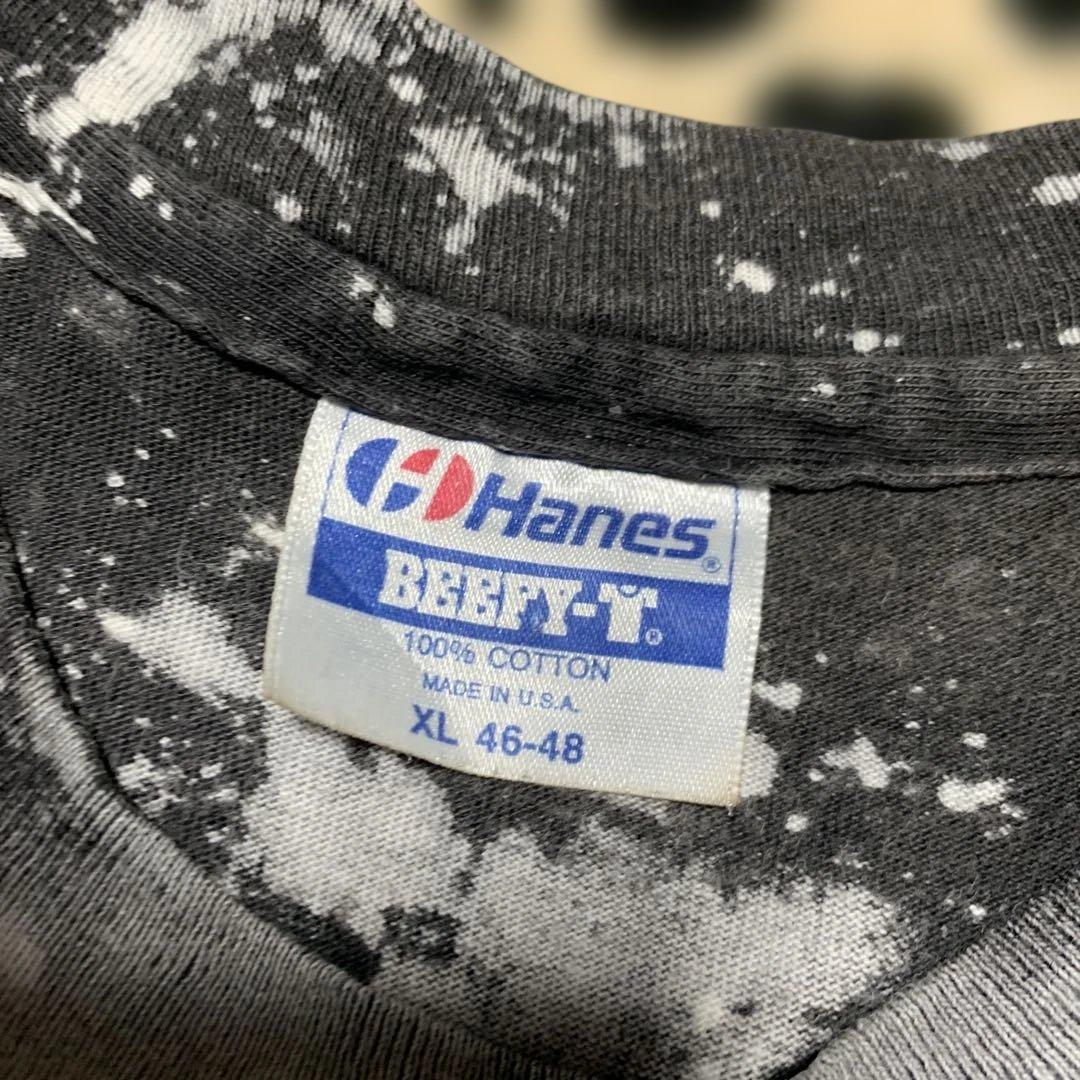 Hanes®
BEEFY-T®
100% COTTON
MADE IN U.S.A.
XL 46-48